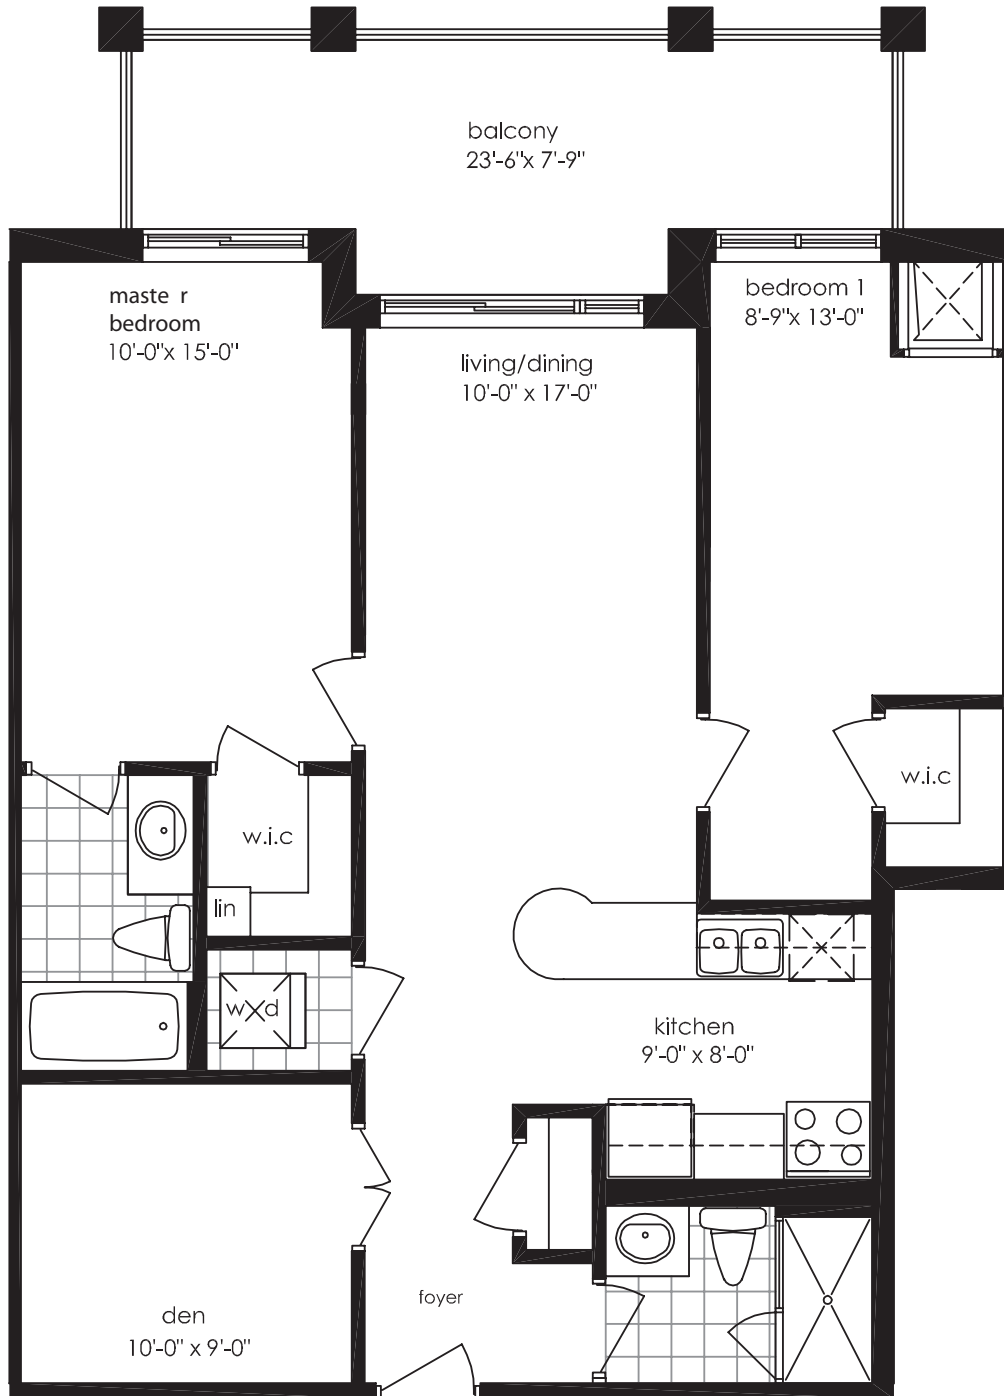 balcony
23'-6"x 7'-9"
maste r
bedroom
10'-0"x 15'-0"
living/dining
10'-0" x 17'-0"
bedroom 1
8'-9"x 13'-0"
w.i.c
w.i.c
lin
w d
kitchen
9'-0" x 8'-0"
foyer
den
10'-0" x 9'-0"